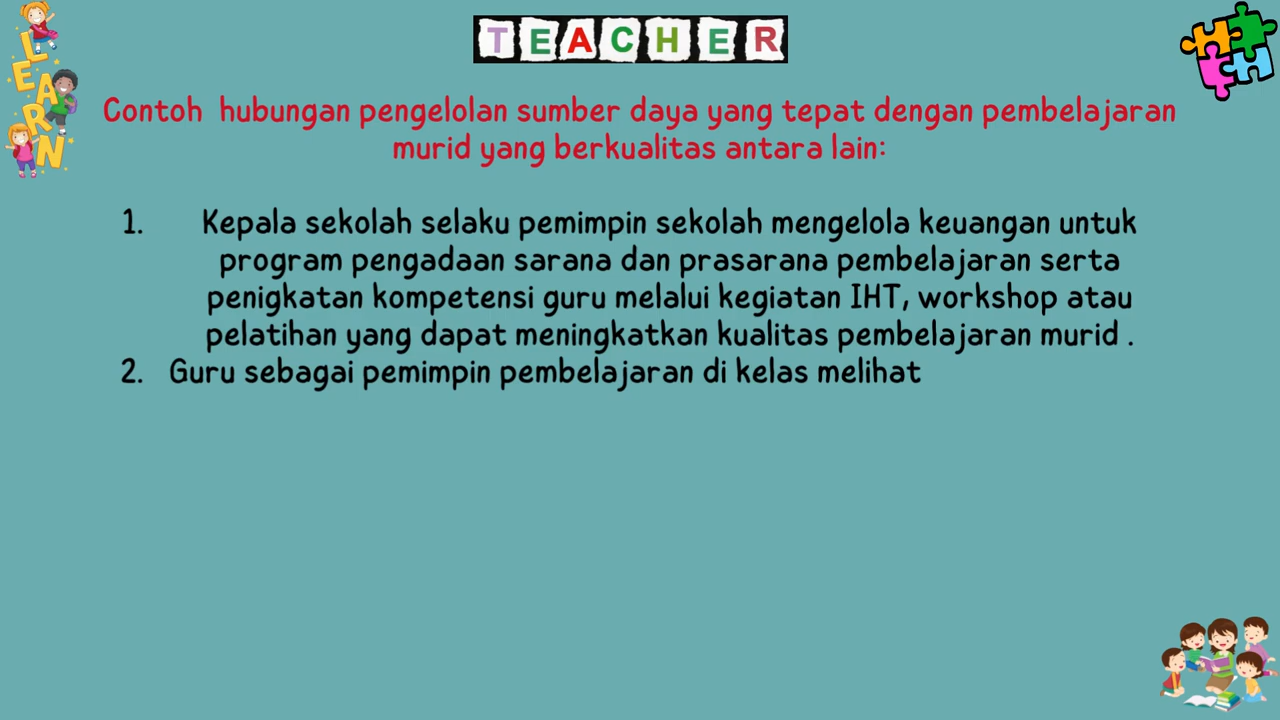 LEARN
TEACHER
Contoh hubungan pengelolan sumber daya yang tepat dengan pembelajaran
murid yang berkualitas antara lain:
1. Kepala sekolah selaku pemimpin sekolah mengelola keuangan untuk
program pengadaan sarana dan prasarana pembelajaran serta
penigkatan kompetensi guru melalui kegiatan IHT, workshop atau
pelatihan yang dapat meningkatkan kualitas pembelajaran murid .
2. Guru sebagai pemimpin pembelajaran di kelas melihat